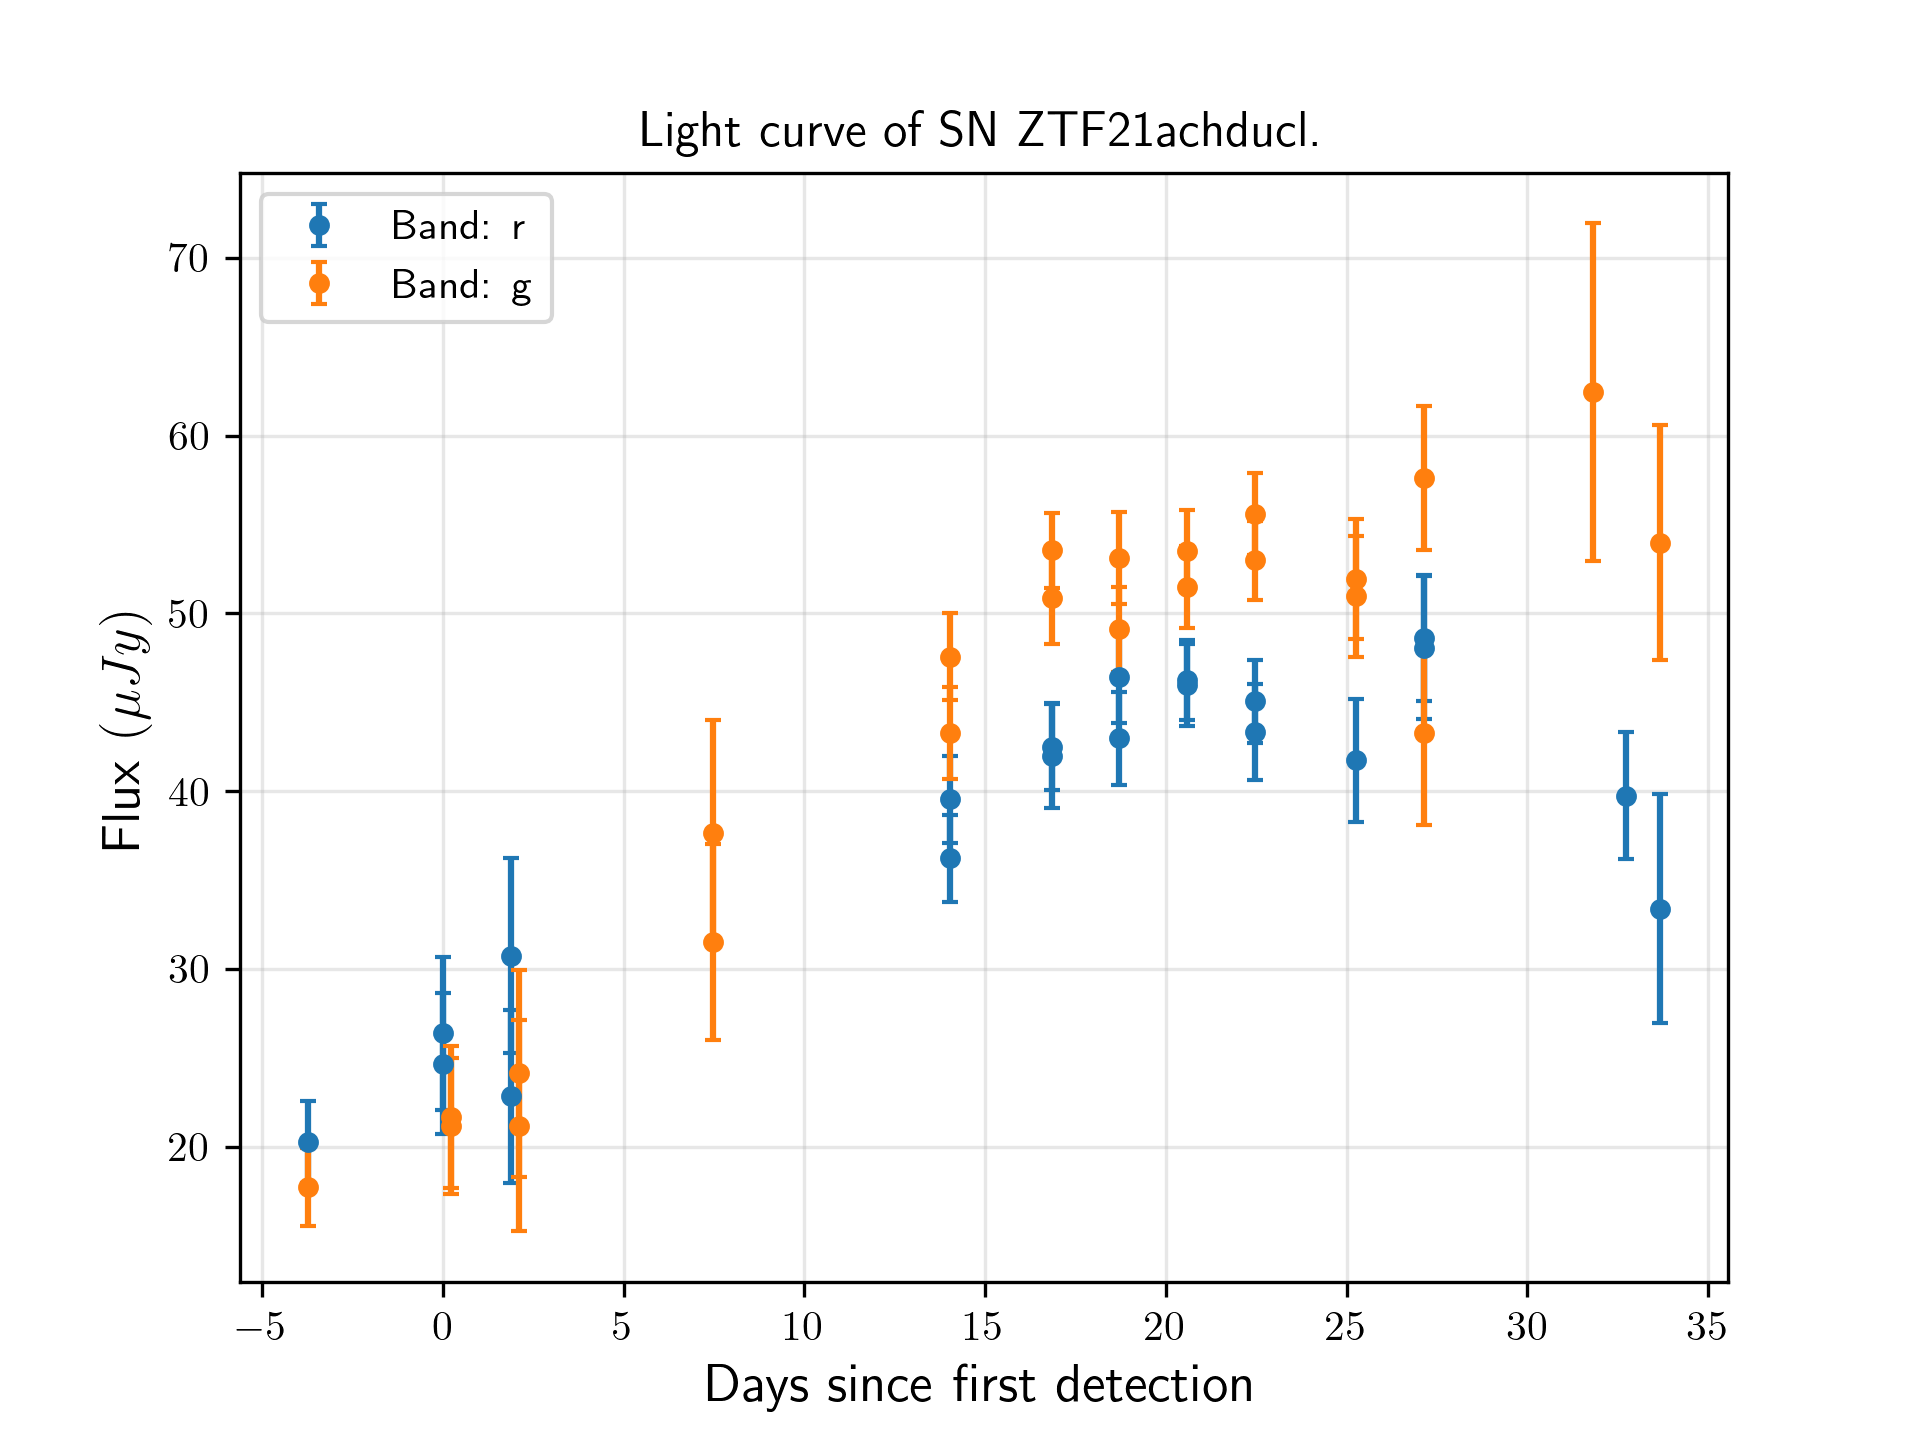 Light curve of SN ZTF21achducl.
Band: r
Band: g
70
60
50
40
30
20
Flux (μJy)
−5 0 5 10 15 20 25 30 35
Days since first detection